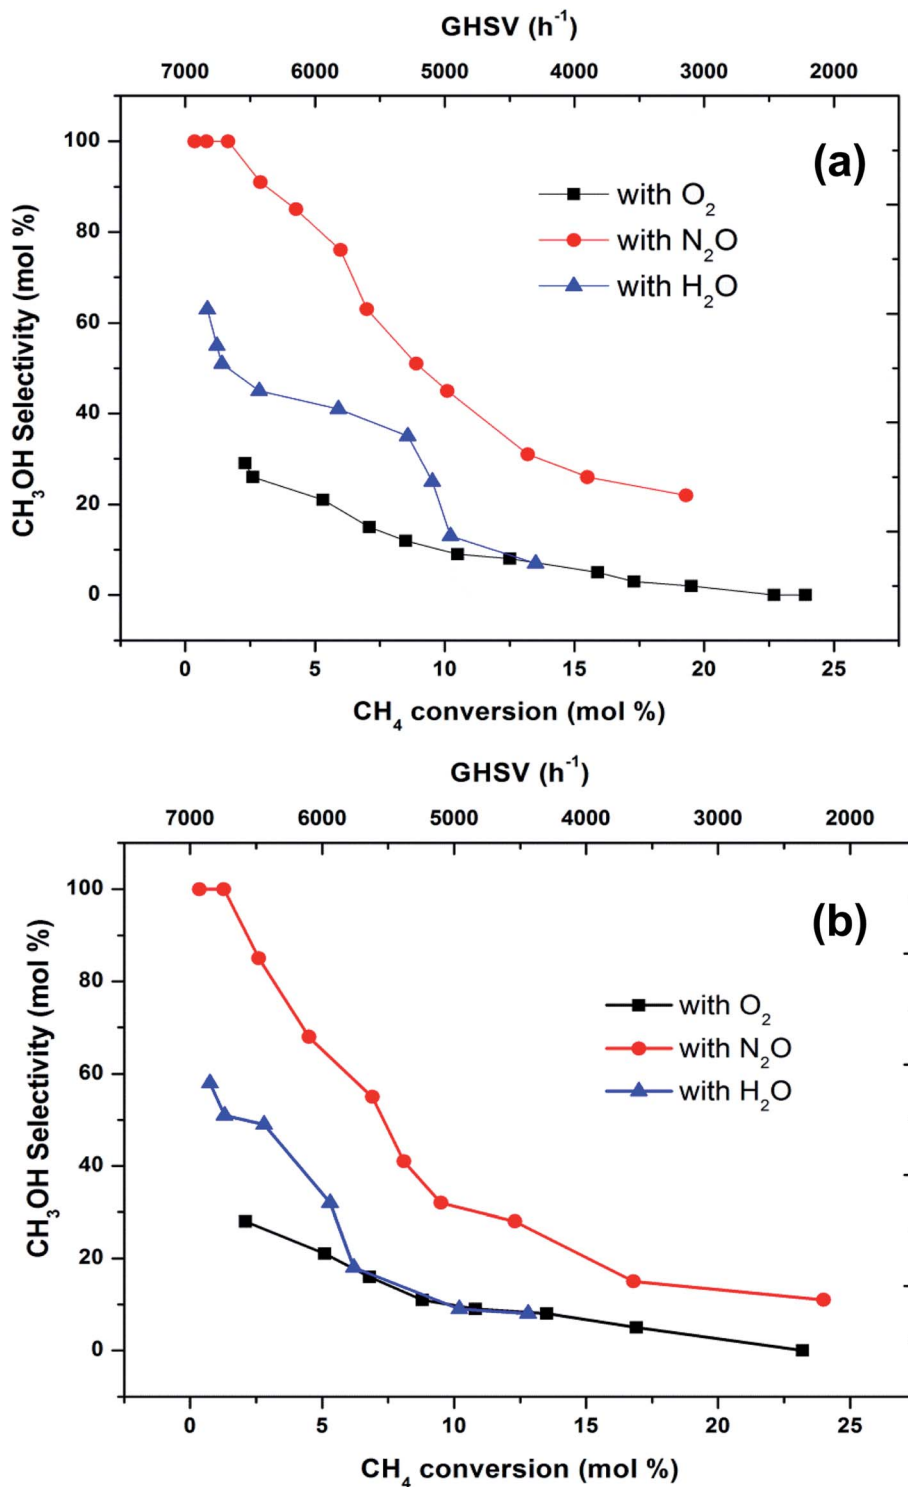 GHSV (h⁻¹)
7000 6000 5000 4000 3000 2000
(a)
with O₂
with N₂O
with H₂O
CH₃OH Selectivity (mol %)
100
80
60
40
20
0
0 5 10 15 20 25
CH₄ conversion (mol %)
GHSV (h⁻¹)
7000 6000 5000 4000 3000 2000
(b)
with O₂
with N₂O
with H₂O
CH₃OH Selectivity (mol %)
100
80
60
40
20
0
0 5 10 15 20 25
CH₄ conversion (mol %)